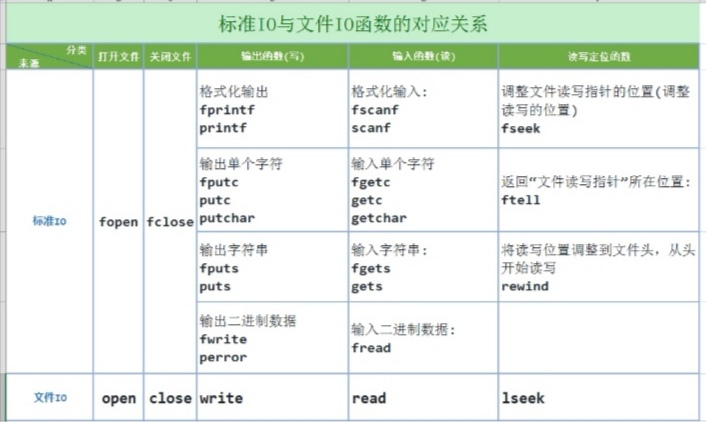 标准IO与文件IO函数的对应关系
分类
来源
打开文件
关闭文件
输出函数(写)
输入函数(读)
读写定位函数
标准IO
fopen
fclose
格式化输出
fprintf
printf
格式化输入:
fscanf
scanf
调整文件读写指针的位置(调整
读写的位置)
fseek
输出单个字符
fputc
putc
putchar
输入单个字符
fgetc
getc
getchar
返回“文件读写指针”所在位置:
ftell
输出字符串
fputs
puts
输入字符串:
fgets
gets
将读写位置调整到文件头，从头
开始读写
rewind
输出二进制数据
fwrite
perror
输入二进制数据:
fread
文件IO
open
close
write
read
lseek